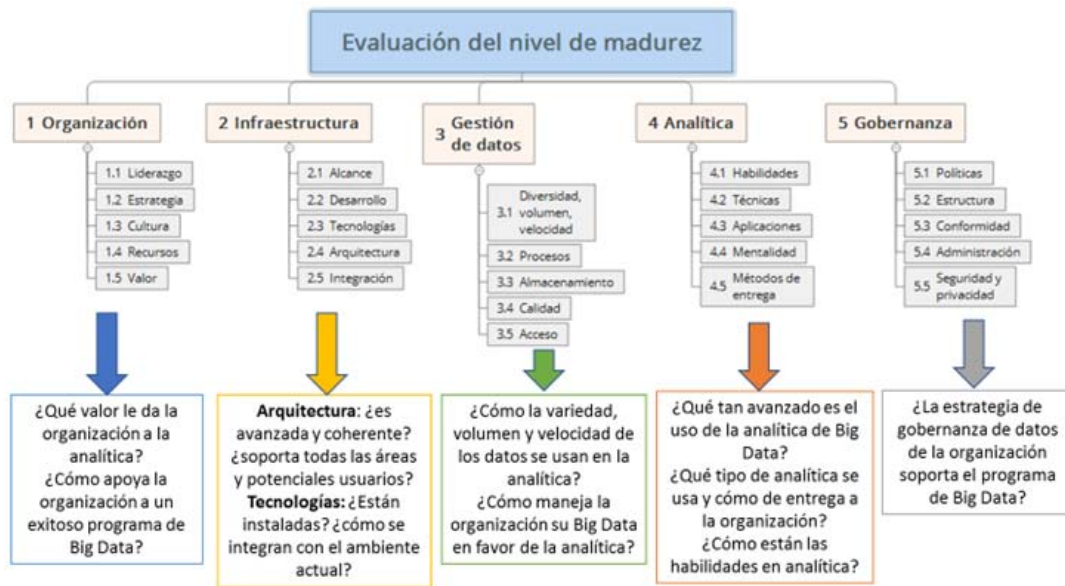 Evaluación del nivel de madurez
1 Organización
1.1 Liderazgo
1.2 Estrategia
1.3 Cultura
1.4 Recursos
1.5 Valor
¿Qué valor le da la
organización a la
analítica?
¿Cómo apoya la
organización a un
exitoso programa de
Big Data?
2 Infraestructura
2.1 Alcance
2.2 Desarrollo
2.3 Tecnologías
2.4 Arquitectura
2.5 Integración
Arquitectura: ¿es
avanzada y coherente?
¿soporta todas las áreas
y potenciales usuarios?
Tecnologías: ¿Están
instaladas? ¿cómo se
integran con el ambiente
actual?
3 Gestión
de datos
3.1 Diversidad,
volumen,
velocidad
3.2 Procesos
3.3 Almacenamiento
3.4 Calidad
3.5 Acceso
¿Cómo la variedad,
volumen y velocidad de
los datos se usan en la
analítica?
¿Cómo maneja la
organización su Big Data
en favor de la analítica?
4 Analítica
4.1 Habilidades
4.2 Técnicas
4.3 Aplicaciones
4.4 Mentalidad
4.5 Métodos de
entrega
¿Qué tan avanzado es el
uso de la analítica de Big
Data?
¿Qué tipo de analítica se
usa y cómo de entrega a
la organización?
¿Cómo están las
habilidades en analítica?
5 Gobernanza
5.1 Políticas
5.2 Estructura
5.3 Conformidad
5.4 Administración
5.5 Seguridad y
privacidad
¿La estrategia de
gobernanza de datos
de la organización
soporta el programa
de Big Data?